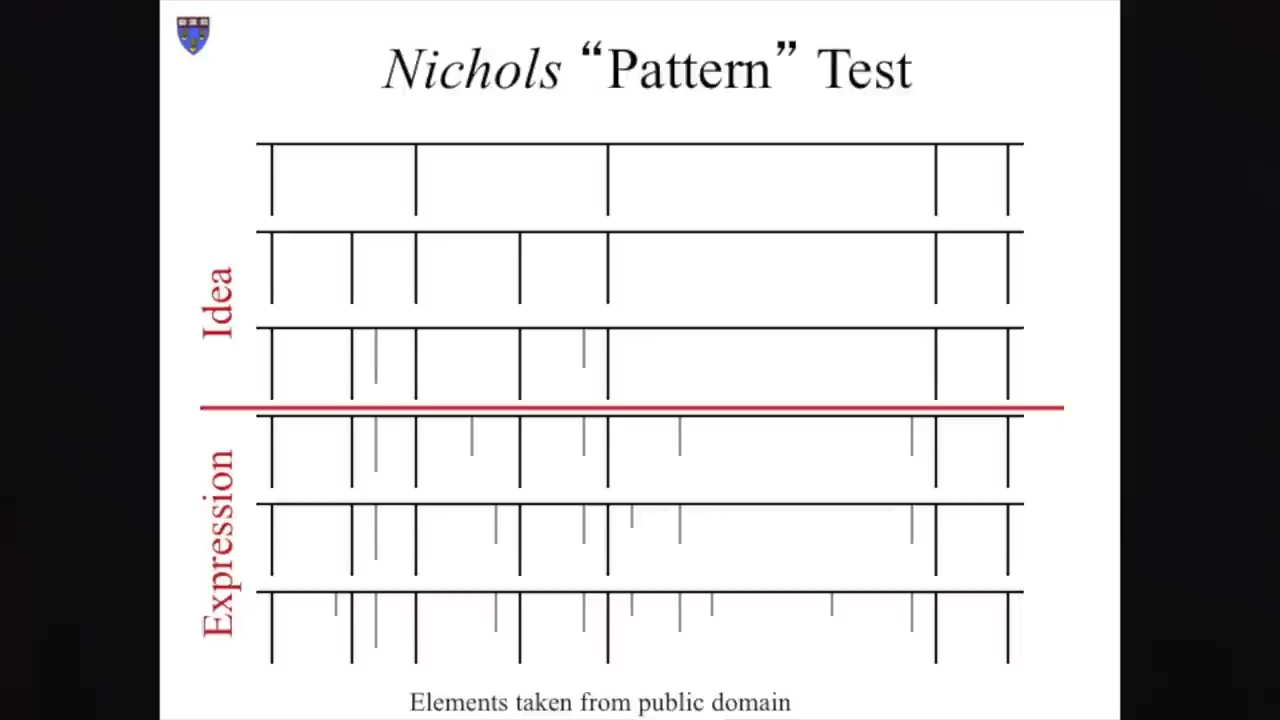 Nichols “Pattern” Test
Idea
Expression
Elements taken from public domain